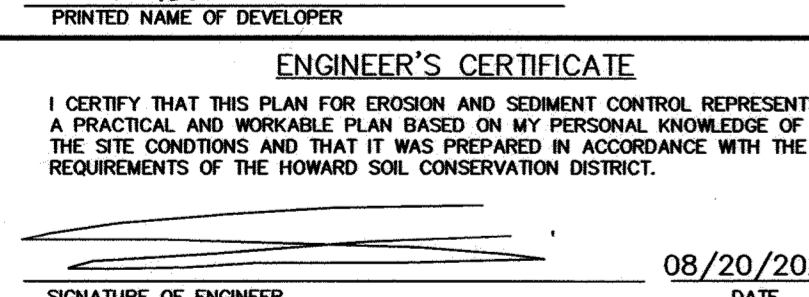 PRINTED NAME OF DEVELOPER
ENGINEER'S CERTIFICATE
I CERTIFY THAT THIS PLAN FOR EROSION AND SEDIMENT CONTROL REPRESENT
A PRACTICAL AND WORKABLE PLAN BASED ON MY PERSONAL KNOWLEDGE OF
THE SITE CONDTIONS AND THAT IT WAS PREPARED IN ACCORDANCE WITH THE
REQUIREMENTS OF THE HOWARD SOIL CONSERVATION DISTRICT.
08/20/20
SIGNATURE OF ENGINEER DATE